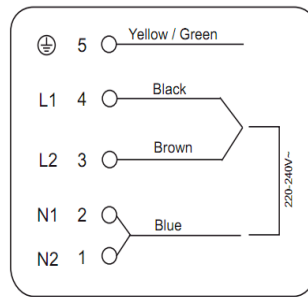 5 Yellow / Green
L1 4 Black
L2 3 Brown
N1 2
Blue
N2 1
220-240V~